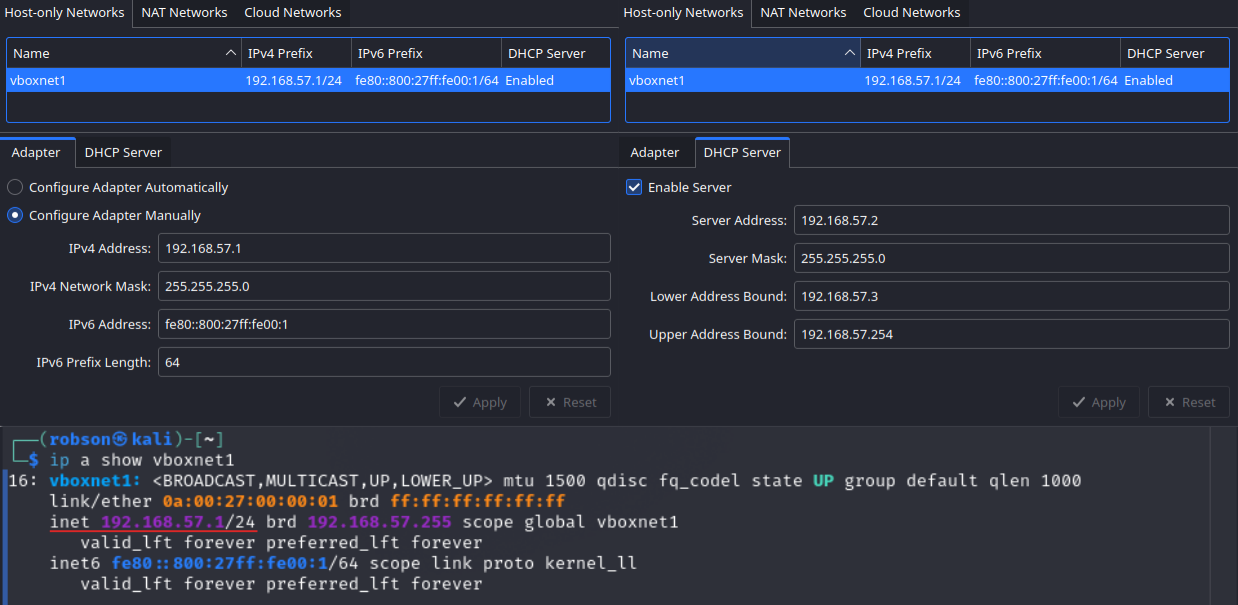 Host-only Networks NAT Networks Cloud Networks
Name IPv4 Prefix IPv6 Prefix DHCP Server
vboxnet1 192.168.57.1/24 fe80::800:27ff:fe00:1/64 Enabled
Adapter DHCP Server
Configure Adapter Automatically
Configure Adapter Manually
IPv4 Address: 192.168.57.1
IPv4 Network Mask: 255.255.255.0
IPv6 Address: fe80::800:27ff:fe00:1
IPv6 Prefix Length: 64
Apply Reset
Host-only Networks NAT Networks Cloud Networks
Name IPv4 Prefix IPv6 Prefix DHCP Server
vboxnet1 192.168.57.1/24 fe80::800:27ff:fe00:1/64 Enabled
Adapter DHCP Server
Enable Server
Server Address: 192.168.57.2
Server Mask: 255.255.255.0
Lower Address Bound: 192.168.57.3
Upper Address Bound: 192.168.57.254
Apply Reset
┌──(robson㉿kali)-[~]
└─$ ip a show vboxnet1
16: vboxnet1: <BROADCAST,MULTICAST,UP,LOWER_UP> mtu 1500 qdisc fq_codel state UP group default qlen 1000
link/ether 0a:00:27:00:00:01 brd ff:ff:ff:ff:ff:ff
inet 192.168.57.1/24 brd 192.168.57.255 scope global vboxnet1
valid_lft forever preferred_lft forever
inet6 fe80::800:27ff:fe00:1/64 scope link proto kernel_ll
valid_lft forever preferred_lft forever